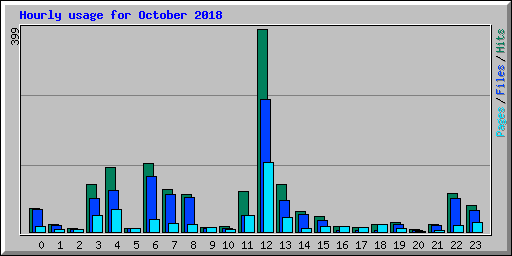 Hourly usage for October 2018
399
Pages/Files/Hits
0 1 2 3 4 5 6 7 8 9 10 11 12 13 14 15 16 17 18 19 20 21 22 23